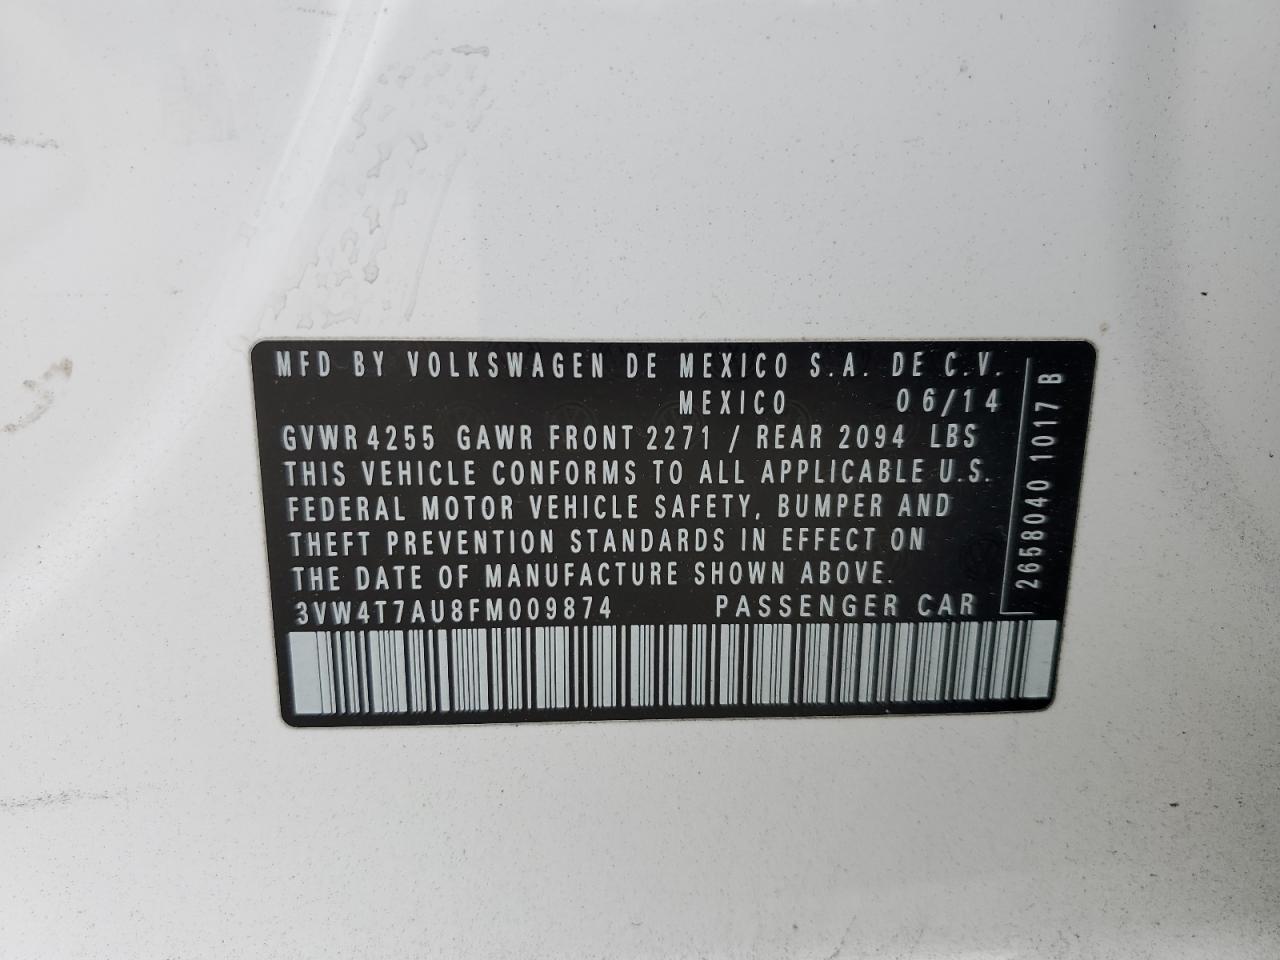 MFD BY VOLKSWAGEN DE MEXICO S.A. DE C.V.
MEXICO 06/14
GVWR 4255 GAWR FRONT 2271 / REAR 2094 LBS
THIS VEHICLE CONFORMS TO ALL APPLICABLE U.S.
FEDERAL MOTOR VEHICLE SAFETY, BUMPER AND
THEFT PREVENTION STANDARDS IN EFFECT ON
THE DATE OF MANUFACTURE SHOWN ABOVE.
3VW4T7AU8FM009874 PASSENGER CAR
2658040 1017 B